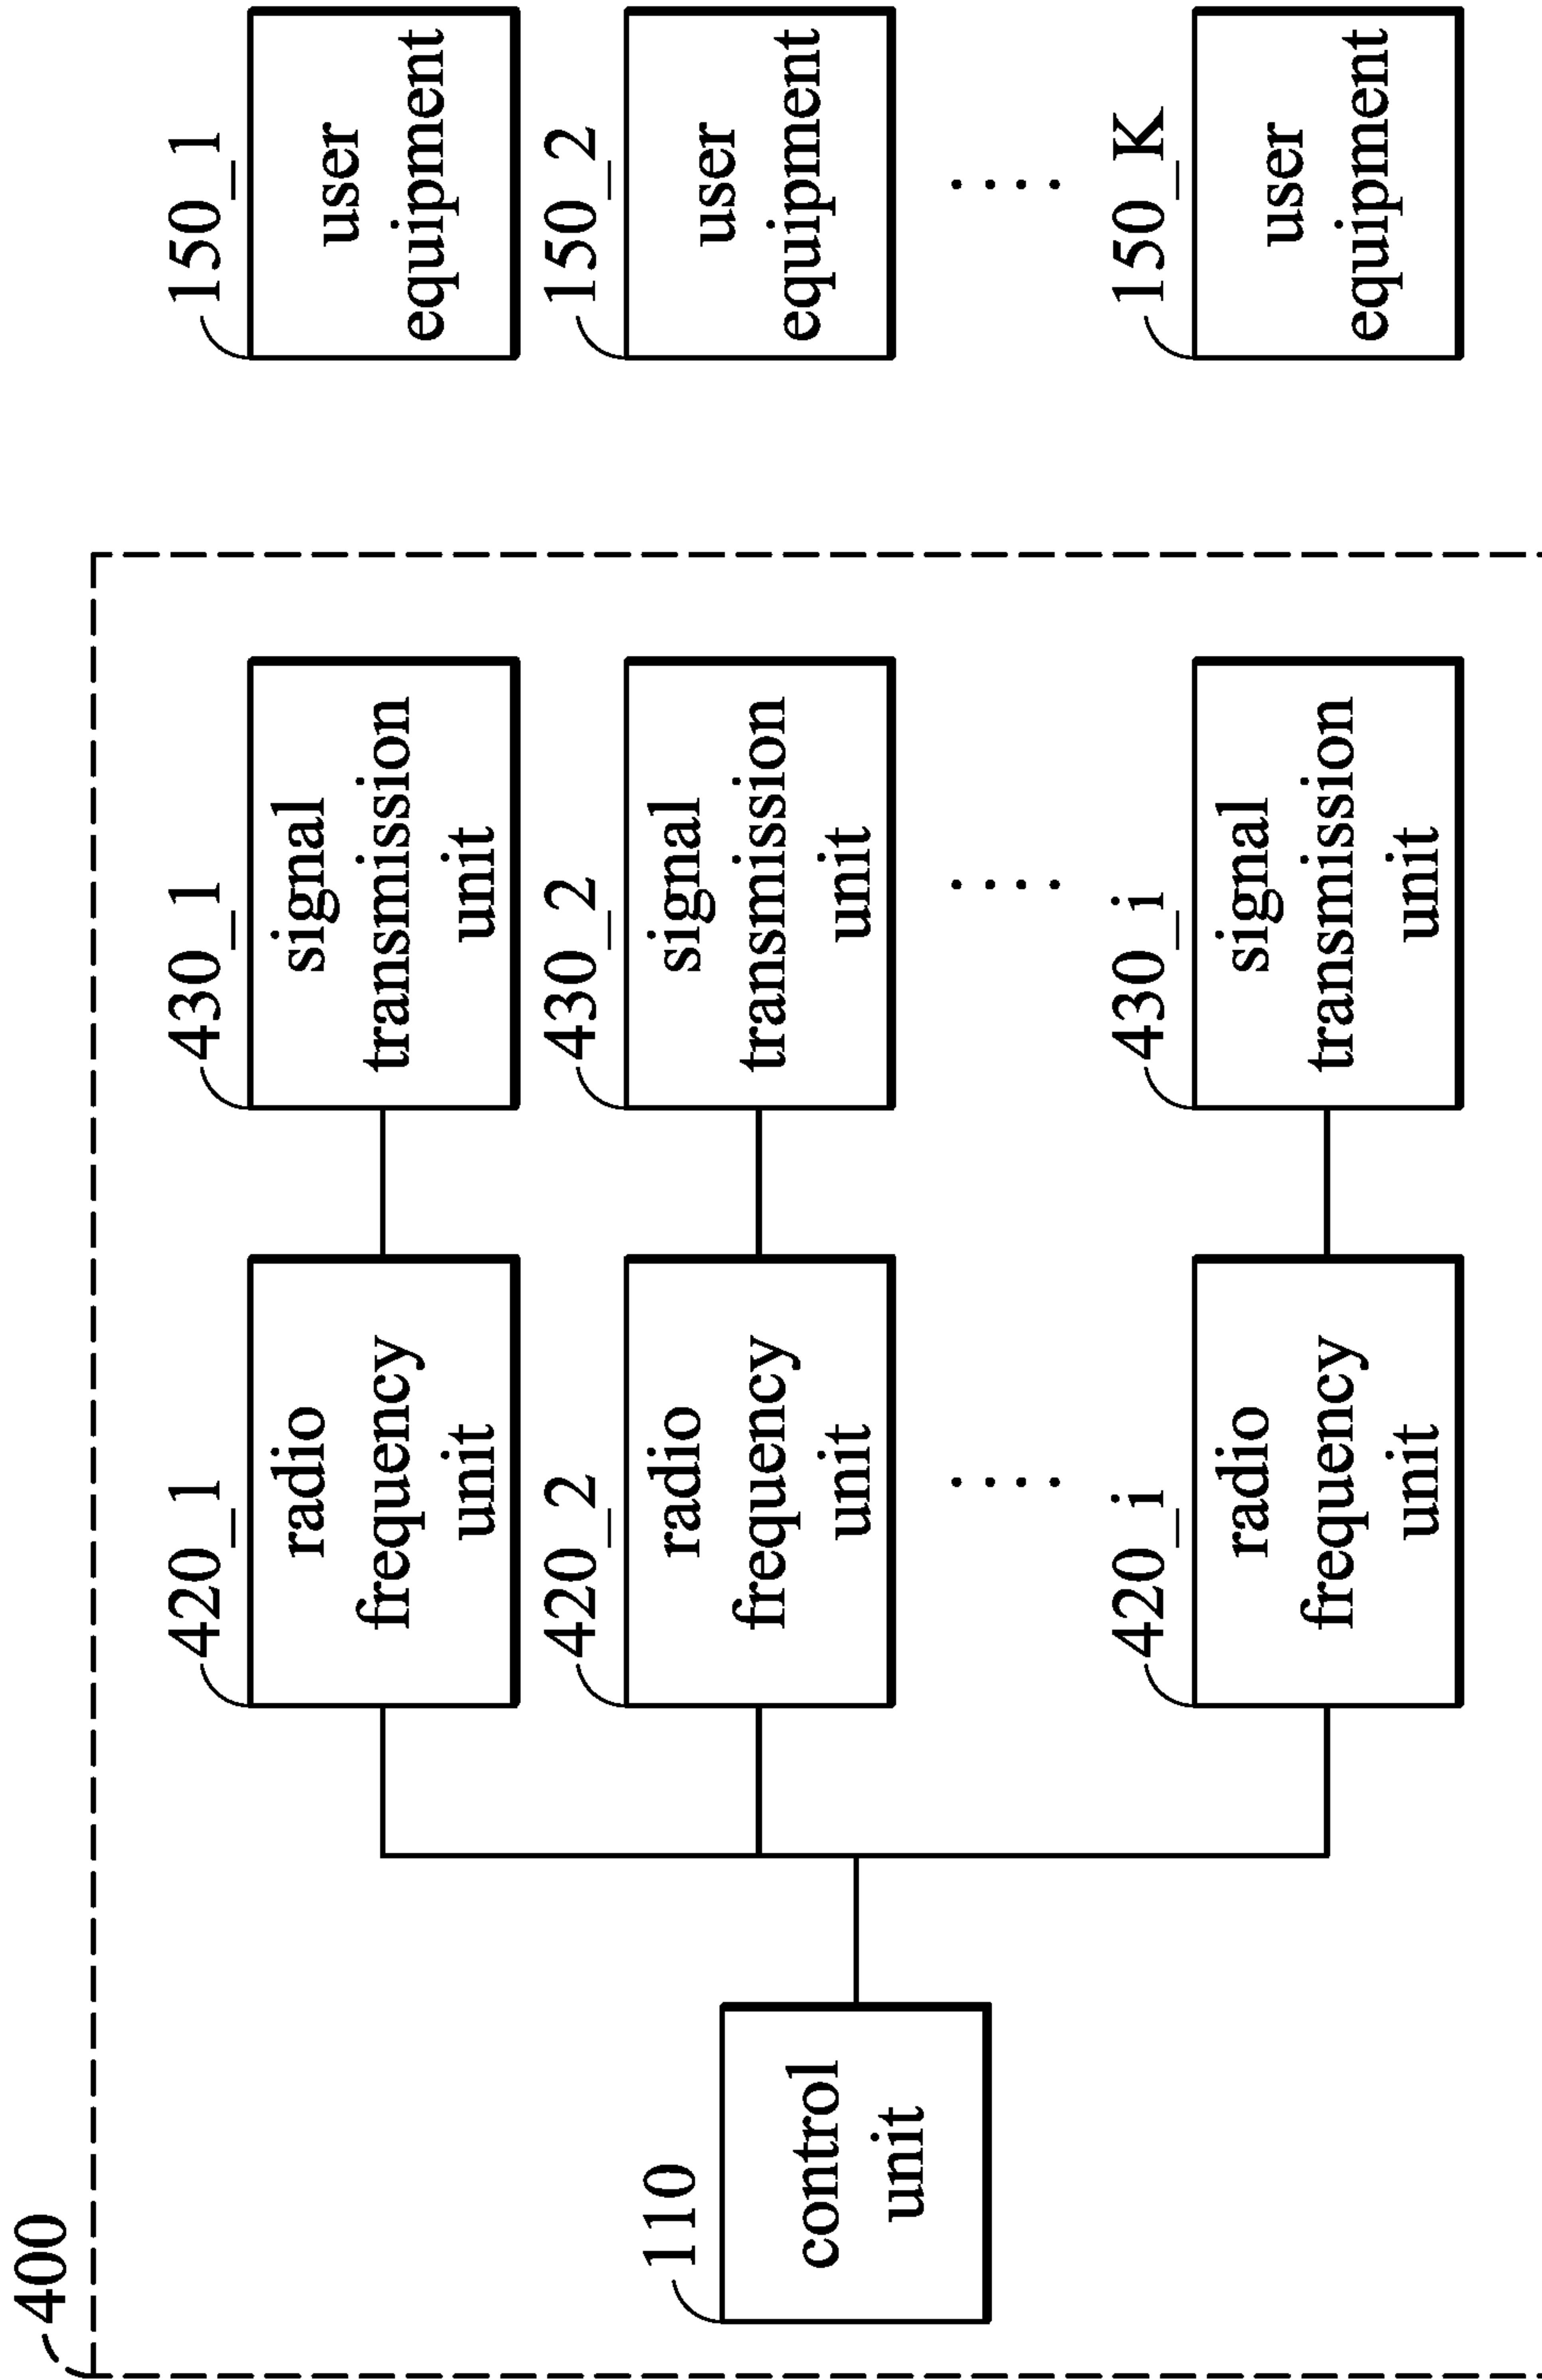 400
110
control
unit
420_1
radio
frequency
unit
430_1
signal
transmission
unit
150_1
user
equipment
420_2
radio
frequency
unit
430_2
signal
transmission
unit
150_2
user
equipment
420_i
radio
frequency
unit
430_i
signal
transmission
unit
150_K
user
equipment